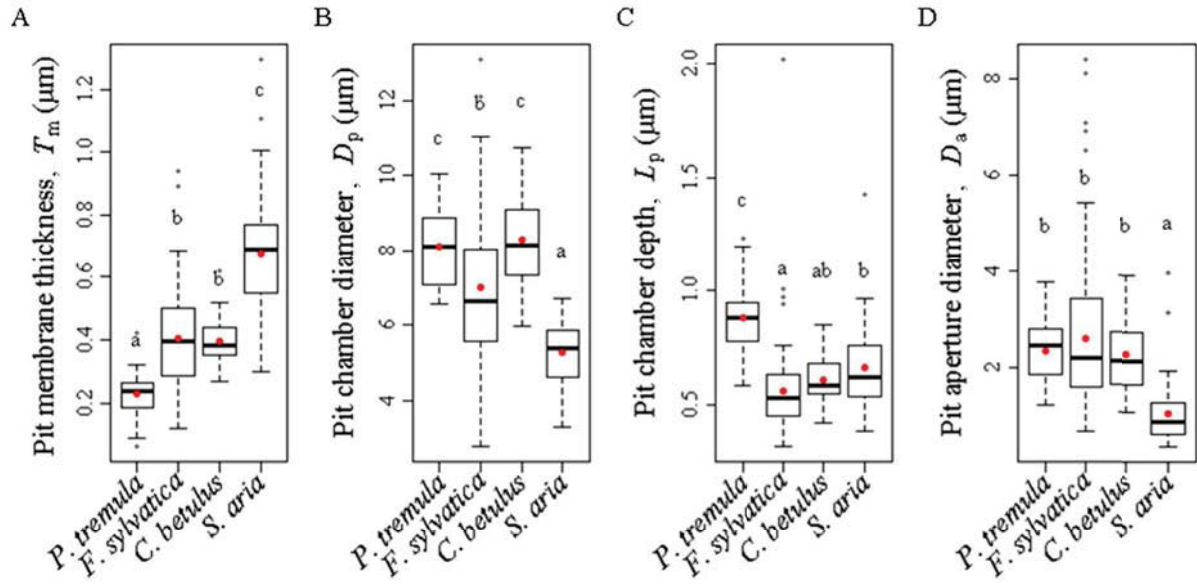 A
B
C
D
Pit membrane thickness, Tm (μm)
0.2
0.4
0.6
0.8
1.0
1.2
a
b
b
c
P. tremula
F. sylvatica
C. betulus
S. aria
Pit chamber diameter , Dp (μm)
4
6
8
10
12
c
b
c
a
P. tremula
F. sylvatica
C. betulus
S. aria
Pit chamber depth, Lp (μm)
0.5
1.0
1.5
2.0
c
a
ab
b
P. tremula
F. sylvatica
C. betulus
S. aria
Pit aperture diameter, Da (μm)
2
4
6
8
b
b
b
a
P. tremula
F. sylvatica
C. betulus
S. aria